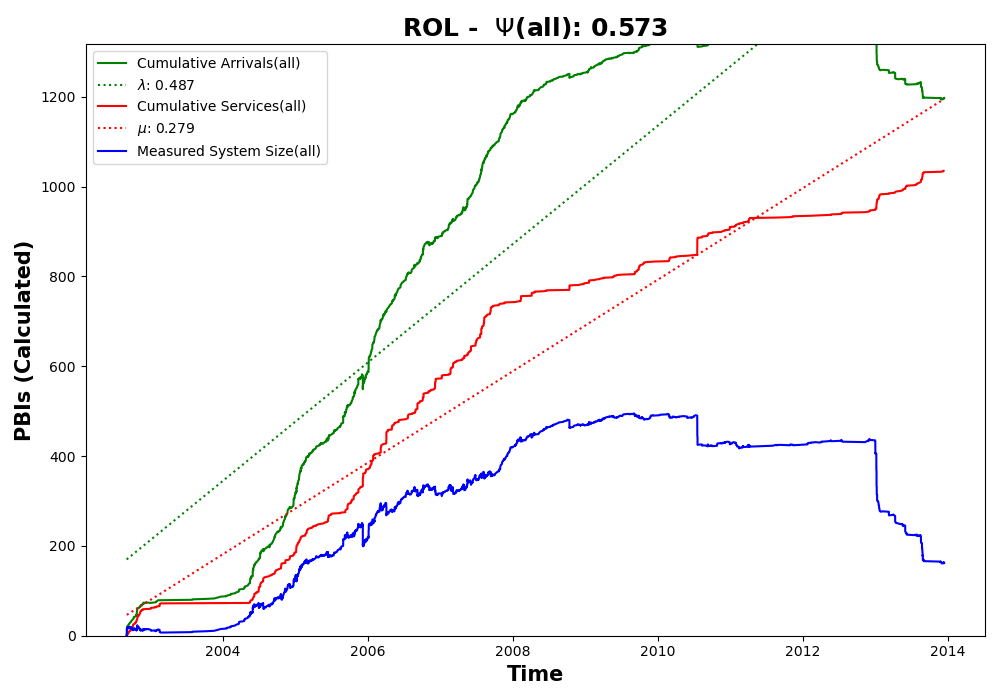 ROL - Ψ(all): 0.573
Cumulative Arrivals(all)
λ: 0.487
Cumulative Services(all)
μ: 0.279
Measured System Size(all)
PBIs (Calculated)
1200
1000
800
600
400
200
0
2004 2006 2008 2010 2012 2014
Time